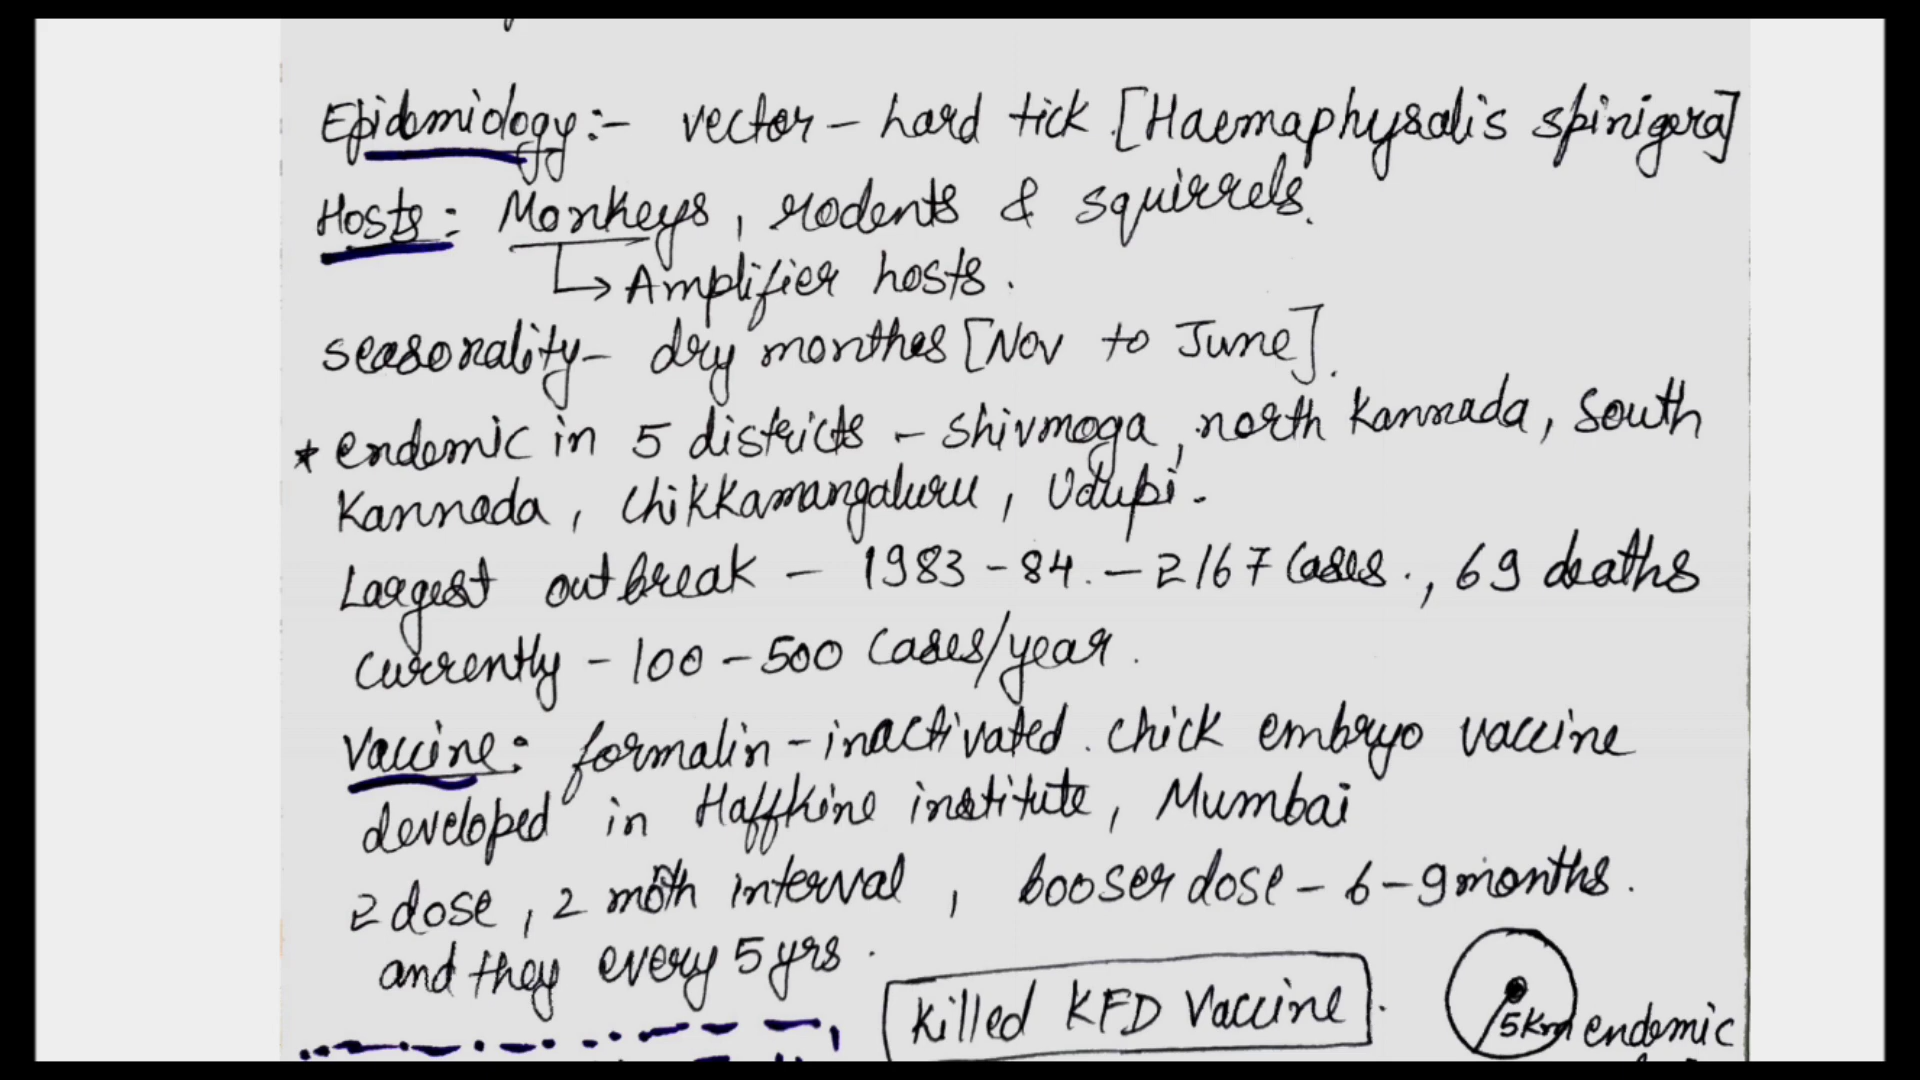 Epidemiology:- vector - hard tick [Haemaphysalis spinigera]
Hosts: Monkeys, rodents & squirrels.
→ Amplifier hosts.
seasonality - dry monthes [Nov to June].
* endemic in 5 districts - shivmoga, north Kannada, South
Kannada, Chikkamangaluru, Udupi.
Largest outbreak - 1983-84. - 2167 Cases., 69 deaths
Currently - 100-500 Cases/year.
Vaccine: formalin-inactivated chick embryo vaccine
developed in Haffkine institute, Mumbai
2 dose, 2 moth interval, booser dose - 6-9 months.
and they every 5 yrs.
Killed KFD Vaccine.
5Km endemic